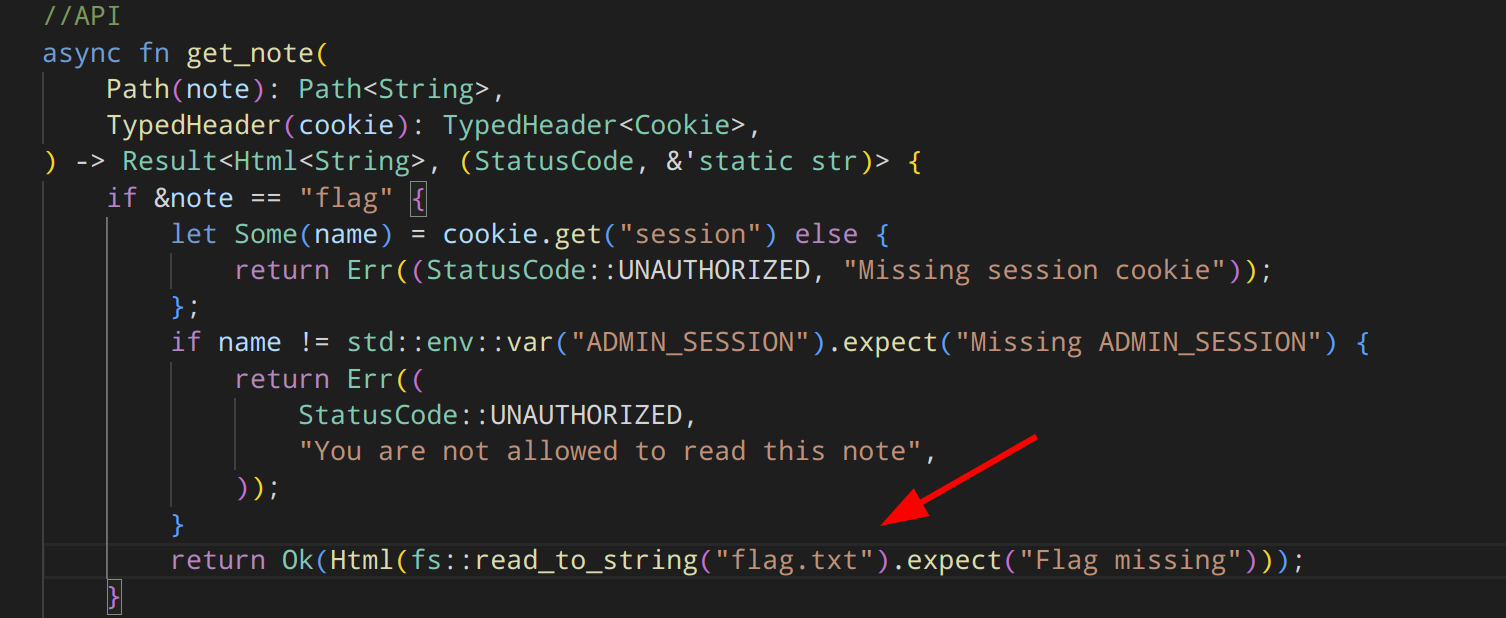 //API
async fn get_note(
    Path(note): Path<String>,
    TypedHeader(cookie): TypedHeader<Cookie>,
) -> Result<Html<String>, (StatusCode, &'static str)> {
    if &note == "flag" {
        let Some(name) = cookie.get("session") else {
            return Err((StatusCode::UNAUTHORIZED, "Missing session cookie"));
        };
        if name != std::env::var("ADMIN_SESSION").expect("Missing ADMIN_SESSION") {
            return Err((
                StatusCode::UNAUTHORIZED,
                "You are not allowed to read this note",
            ));
        }
        return Ok(Html(fs::read_to_string("flag.txt").expect("Flag missing")));
    }